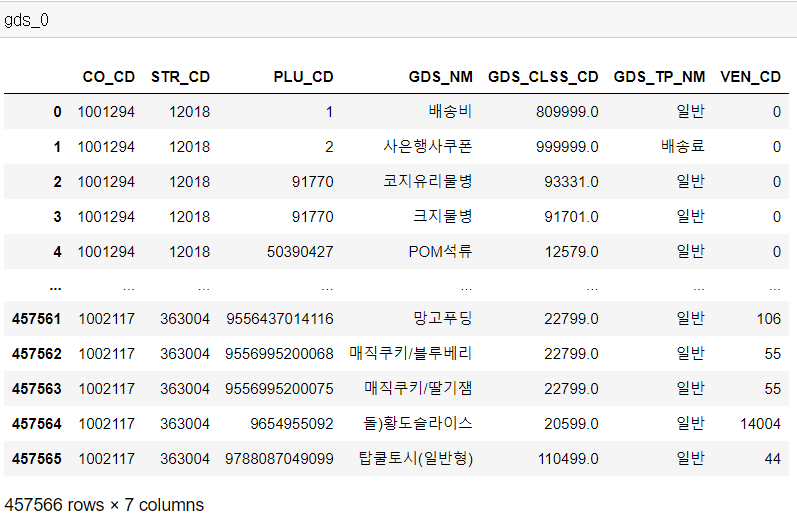 gds_0
CO_CD STR_CD PLU_CD GDS_NM GDS_CLSS_CD GDS_TP_NM VEN_CD
0 1001294 12018 1 배송비 809999.0 일반 0
1 1001294 12018 2 사은행사쿠폰 999999.0 배송료 0
2 1001294 12018 91770 코지유리물병 93331.0 일반 0
3 1001294 12018 91770 크지물병 91701.0 일반 0
4 1001294 12018 50390427 POM석류 12579.0 일반 0
... ... ... ... ... ... ... ...
457561 1002117 363004 9556437014116 망고푸딩 22799.0 일반 106
457562 1002117 363004 9556995200068 매직쿠키/블루베리 22799.0 일반 55
457563 1002117 363004 9556995200075 매직쿠키/딸기잼 22799.0 일반 55
457564 1002117 363004 9654955092 돌)황도슬라이스 20599.0 일반 14004
457565 1002117 363004 9788087049099 탑쿨토시(일반형) 110499.0 일반 44
457566 rows × 7 columns